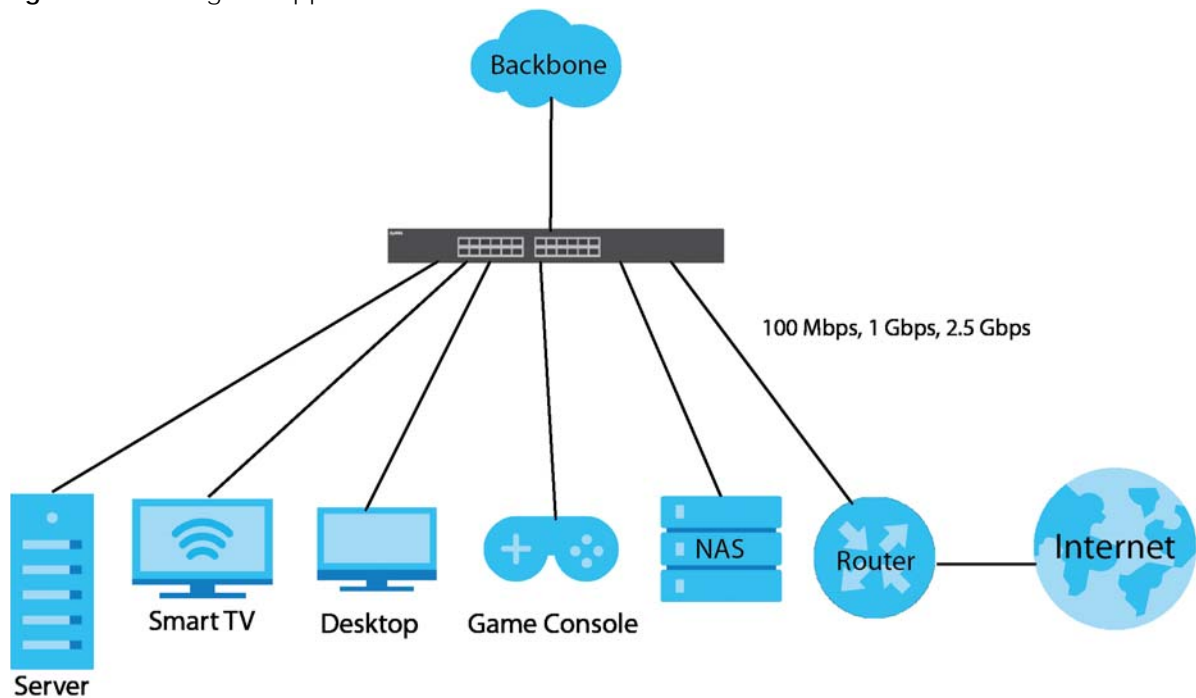 Backbone
100 Mbps, 1 Gbps, 2.5 Gbps
NAS
Router
Internet
Smart TV
Desktop
Game Console
Server